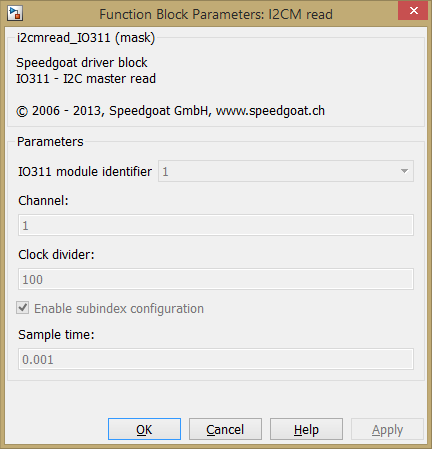 Function Block Parameters: I2CM read
i2cmread_IO311 (mask)
Speedgoat driver block
IO311 - I2C master read
© 2006 - 2013, Speedgoat GmbH, www.speedgoat.ch
Parameters
IO311 module identifier 1
Channel:
1
Clock divider:
100
Enable subindex configuration
Sample time:
0.001
OK Cancel Help Apply